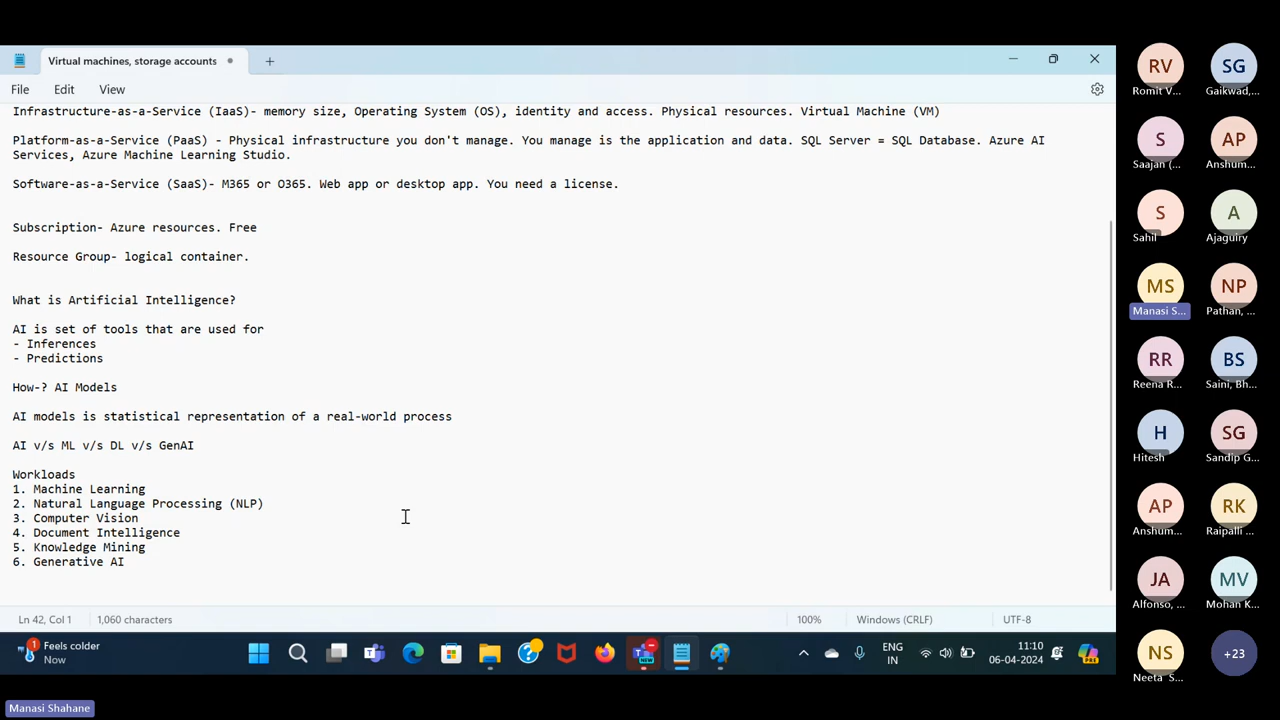 Virtual machines, storage accounts
File Edit View
Infrastructure-as-a-Service (IaaS)- memory size, Operating System (OS), identity and access. Physical resources. Virtual Machine (VM)
Platform-as-a-Service (PaaS) - Physical infrastructure you don't manage. You manage is the application and data. SQL Server = SQL Database. Azure AI
Services, Azure Machine Learning Studio.
Software-as-a-Service (SaaS)- M365 or O365. Web app or desktop app. You need a license.
Subscription- Azure resources. Free
Resource Group- logical container.
What is Artificial Intelligence?
AI is set of tools that are used for
- Inferences
- Predictions
How-? AI Models
AI models is statistical representation of a real-world process
AI v/s ML v/s DL v/s GenAI
Workloads
1. Machine Learning
2. Natural Language Processing (NLP)
3. Computer Vision
4. Document Intelligence
5. Knowledge Mining
6. Generative AI
Ln 42, Col 1 1,060 characters 100% Windows (CRLF) UTF-8
1 Feels colder
Now
NEW
ENG
IN
11:10
06-04-2024
PRE
Manasi Shahane
RV SG
Romit V... Gaikwad,...
S AP
Saajan (... Anshum...
S A
Sahil Ajaguiry
MS NP
Manasi S... Pathan, ...
RR BS
Reena R... Saini, Bh...
H SG
Hitesh Sandip G...
AP RK
Anshum... Raipalli ...
JA MV
Alfonso, ... Mohan K...
NS +23
Neeta S...